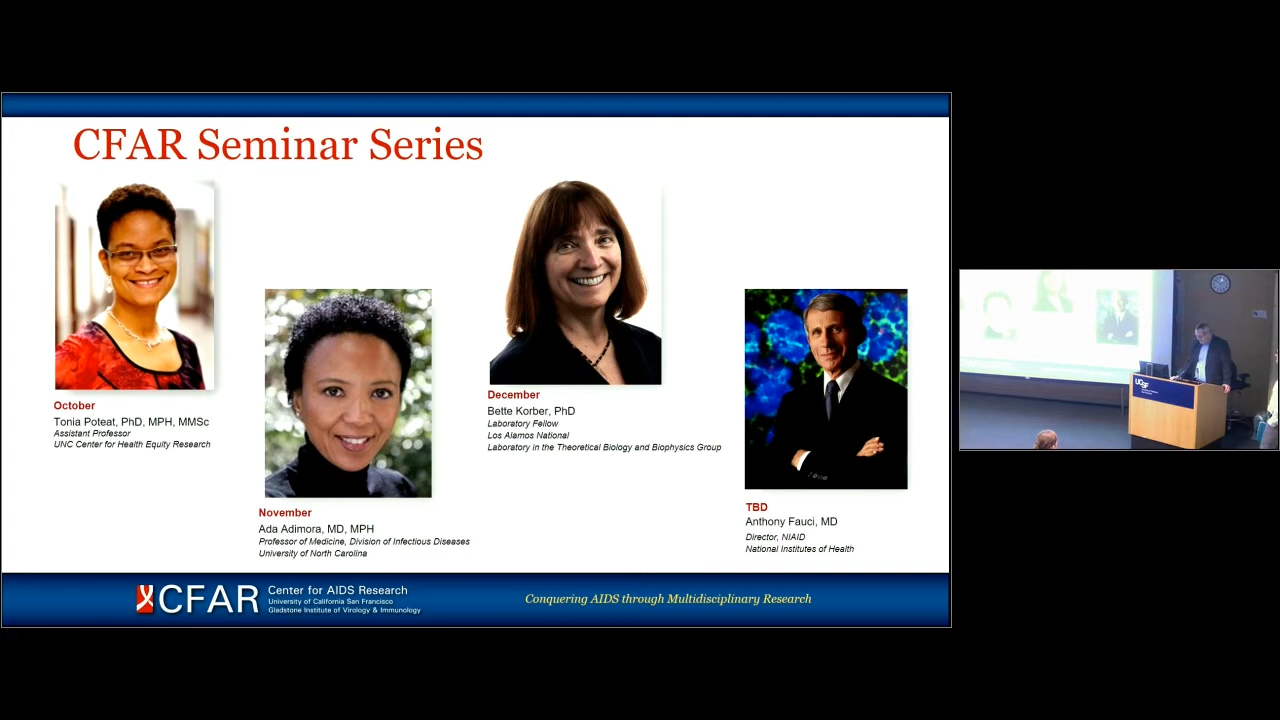 CFAR Seminar Series
October
Tonia Poteat, PhD, MPH, MMSc
Assistant Professor
UNC Center for Health Equity Research
November
Ada Adimora, MD, MPH
Professor of Medicine, Division of Infectious Diseases
University of North Carolina
December
Bette Korber, PhD
Laboratory Fellow
Los Alamos National
Laboratory in the Theoretical Biology and Biophysics Group
TBD
Anthony Fauci, MD
Director, NIAID
National Institutes of Health
CFAR
Center for AIDS Research
University of California San Francisco
Gladstone Institute of Virology & Immunology
Conquering AIDS through Multidisciplinary Research
UCSF